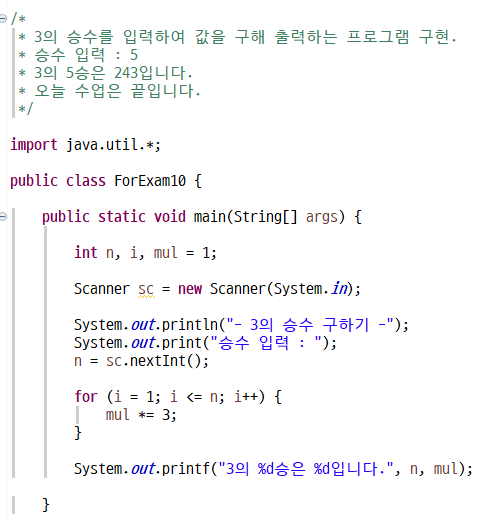 /*
 * 3의 승수를 입력하여 값을 구해 출력하는 프로그램 구현.
 * 승수 입력 : 5
 * 3의 5승은 243입니다.
 * 오늘 수업은 끝입니다.
 */
import java.util.*;
public class ForExam10 {
    public static void main(String[] args) {
        int n, i, mul = 1;
        Scanner sc = new Scanner(System.in);
        System.out.println("- 3의 승수 구하기 -");
        System.out.print("승수 입력 : ");
        n = sc.nextInt();
        for (i = 1; i <= n; i++) {
            mul *= 3;
        }
        System.out.printf("3의 %d승은 %d입니다.", n, mul);
    }